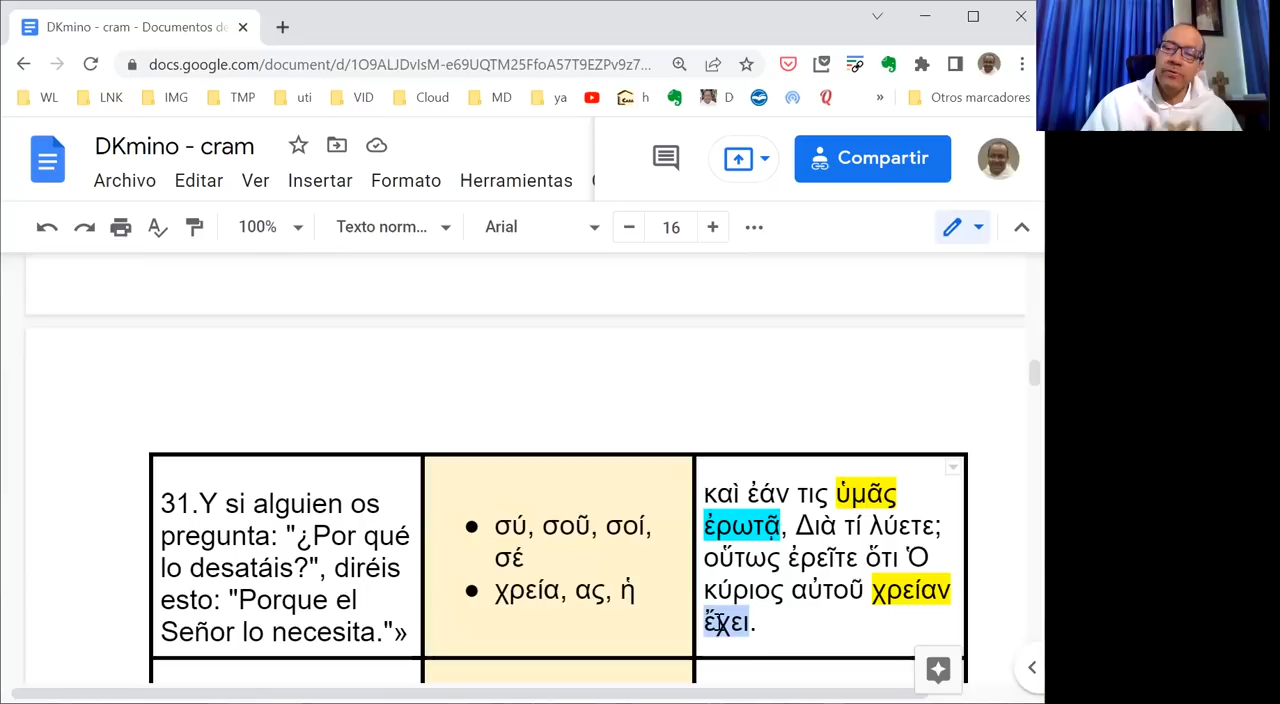 DKmino - cram - Documentos de
docs.google.com/document/d/1O9ALJDvIsM-e69UQTM25FfoA57T9EZPv9z7...
WL LNK IMG TMP uti VID Cloud MD ya h D » Otros marcadores
DKmino - cram
Compartir
Archivo Editar Ver Insertar Formato Herramientas
100% Texto norm... Arial 16
31.Y si alguien os
pregunta: "¿Por qué
lo desatáis?", diréis
esto: "Porque el
Señor lo necesita."»
● σύ, σοῦ, σοί,
σέ
● χρεία, ας, ἡ
καὶ ἐάν τις ὑμᾶς
ἐρωτᾷ, Διὰ τί λύετε;
οὕτως ἐρεῖτε ὅτι Ὁ
κύριος αὐτοῦ χρείαν
ἔχει.